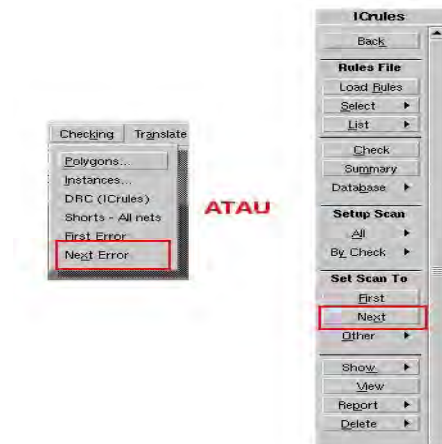 Checking Translate
Polygons...
Instances...
DRC (ICrules)
Shorts - All nets
First Error
Next Error
ATAU
ICrules
Back
Rules File
Load Rules
Select
List
Check
Summary
Database
Setup Scan
All
By Check
Set Scan To
First
Next
Other
Show
View
Report
Delete